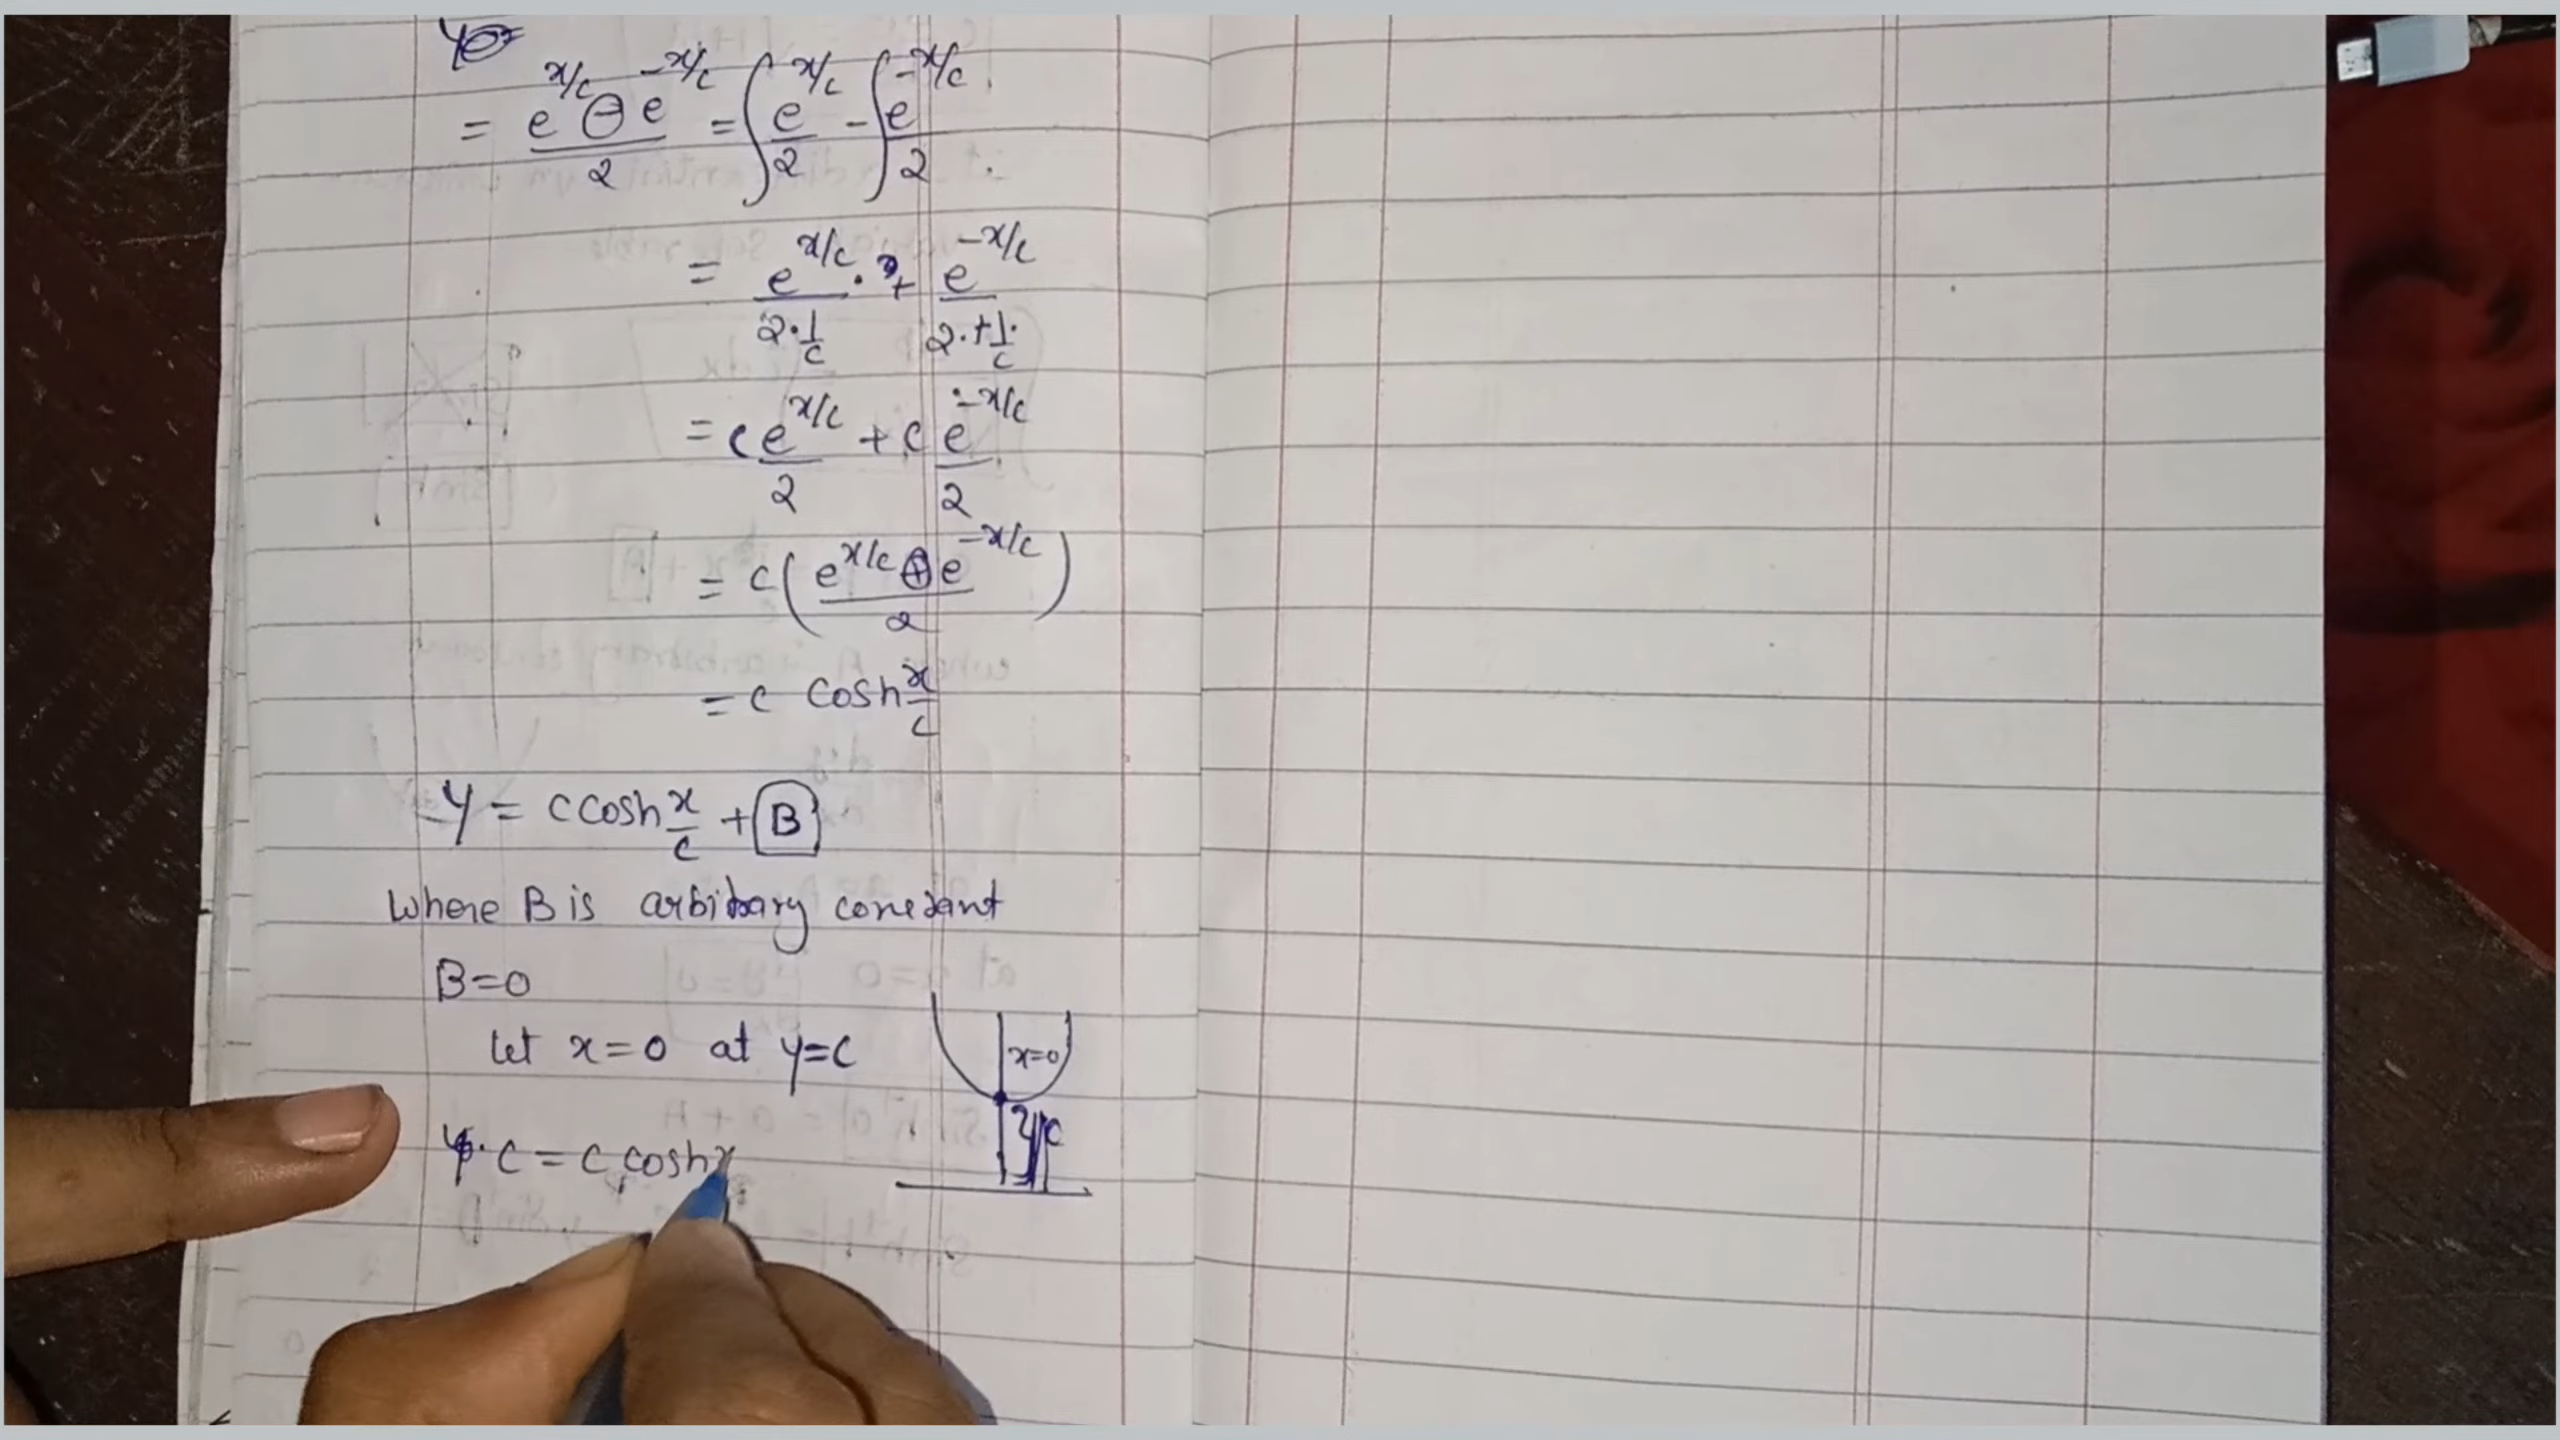 = e^{x/c} ⊖ e^{-x/c} / 2 = ∫ e^{x/c} / 2 - ∫ e^{-x/c} / 2
= e^{x/c} / 2·1/c + e^{-x/c} / 2·+1/c
= c e^{x/c} / 2 + c e^{-x/c} / 2
= c ( e^{x/c} ⊕ e^{-x/c} / 2 )
= c cosh x/c
y = c cosh x/c + B
where B is arbitary constant
B=0
let x=0 at y=c
x=0
c = c cosh x